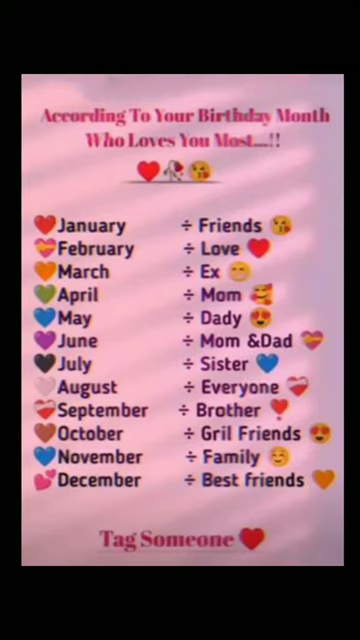 According To Your Birthday Month
Who Loves You Most....!!
❤️🥀😘
❤️January ÷ Friends 😘
💝February ÷ Love ❤️
🧡March ÷ Ex 😁
💚April ÷ Mom 🥰
💙May ÷ Dady 😍
💜June ÷ Mom &Dad 💝
🖤July ÷ Sister 💙
🤍August ÷ Everyone ❤️‍🩹
❤️‍🩹September ÷ Brother ❣️
🤎October ÷ Gril Friends 😍
💙November ÷ Family ☺️
💕December ÷ Best friends 🧡
Tag Someone ❤️